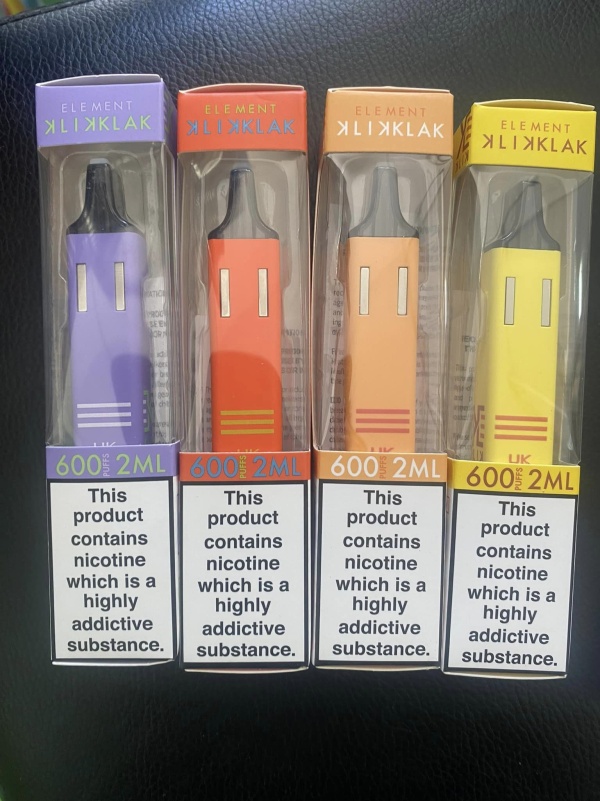 ELEMENT
KLIKKLAK
UK
600 PUFFS 2ML
This
product
contains
nicotine
which is a
highly
addictive
substance.
ELEMENT
KLIKKLAK
600 PUFFS 2ML
This
product
contains
nicotine
which is a
highly
addictive
substance.
ELEMENT
KLIKKLAK
UK
600 PUFFS 2ML
This
product
contains
nicotine
which is a
highly
addictive
substance.
ELEMENT
KLIKKLAK
UK
600 PUFFS 2ML
This
product
contains
nicotine
which is a
highly
addictive
substance.